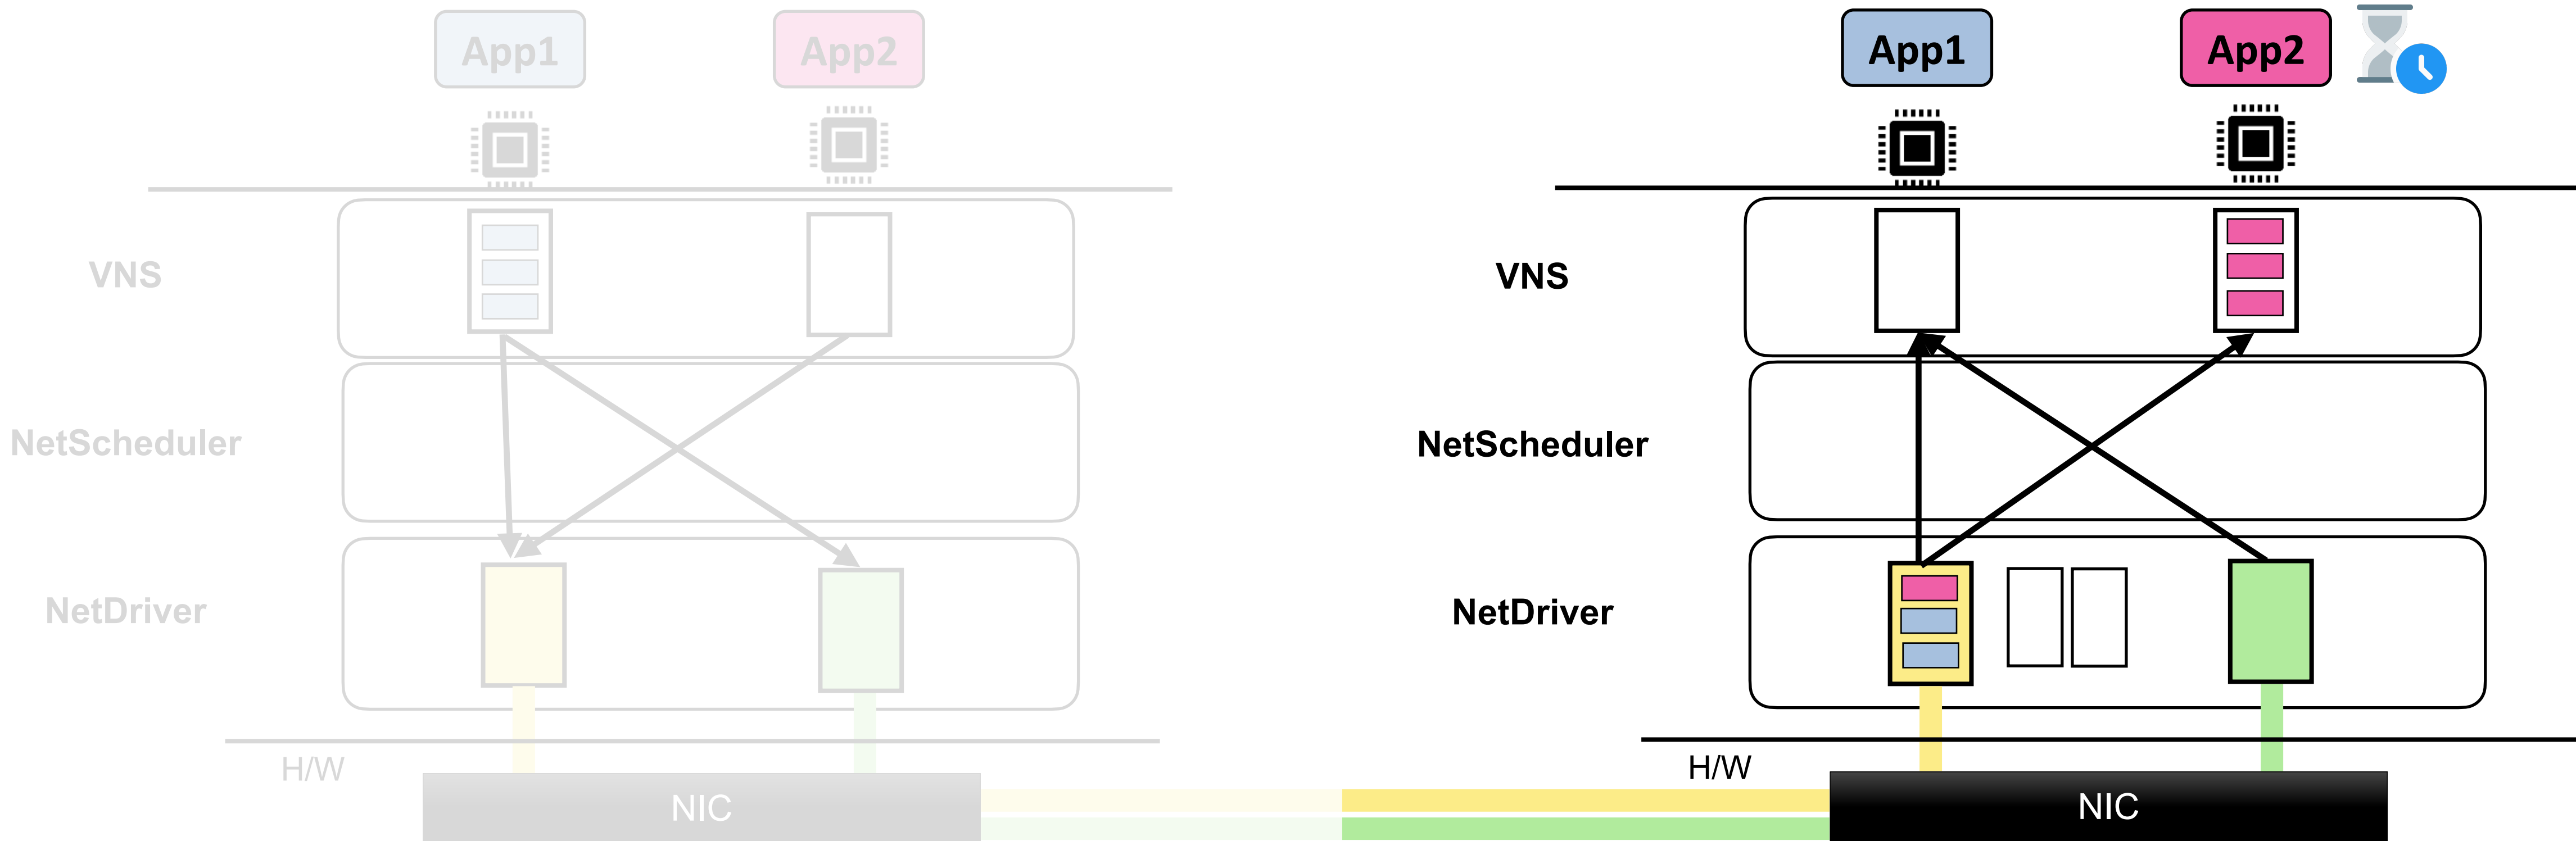 App1
App2
VNS
NetScheduler
NetDriver
H/W
NIC
App1
App2
VNS
NetScheduler
NetDriver
H/W
NIC